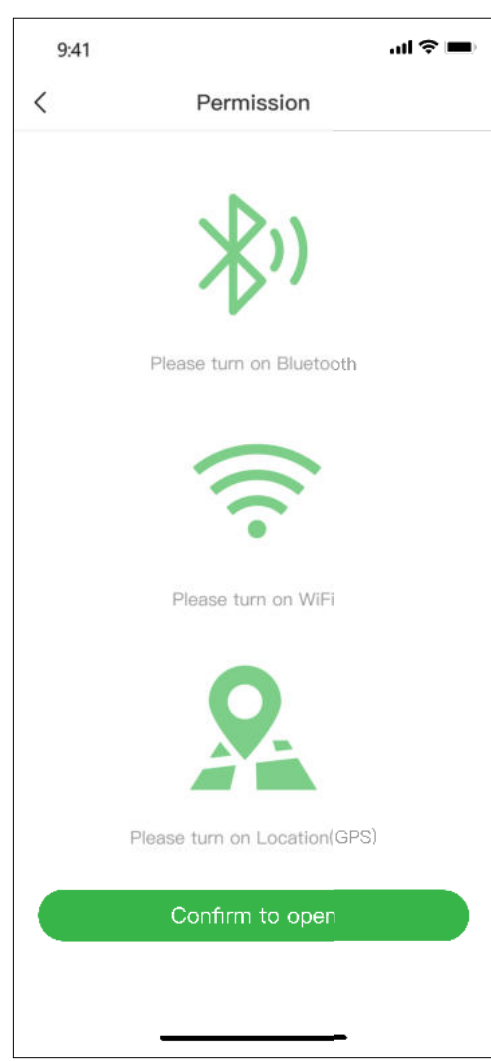 9:41
Permission
Please turn on Bluetooth
Please turn on WiFi
Please turn on Location(GPS)
Confirm to open